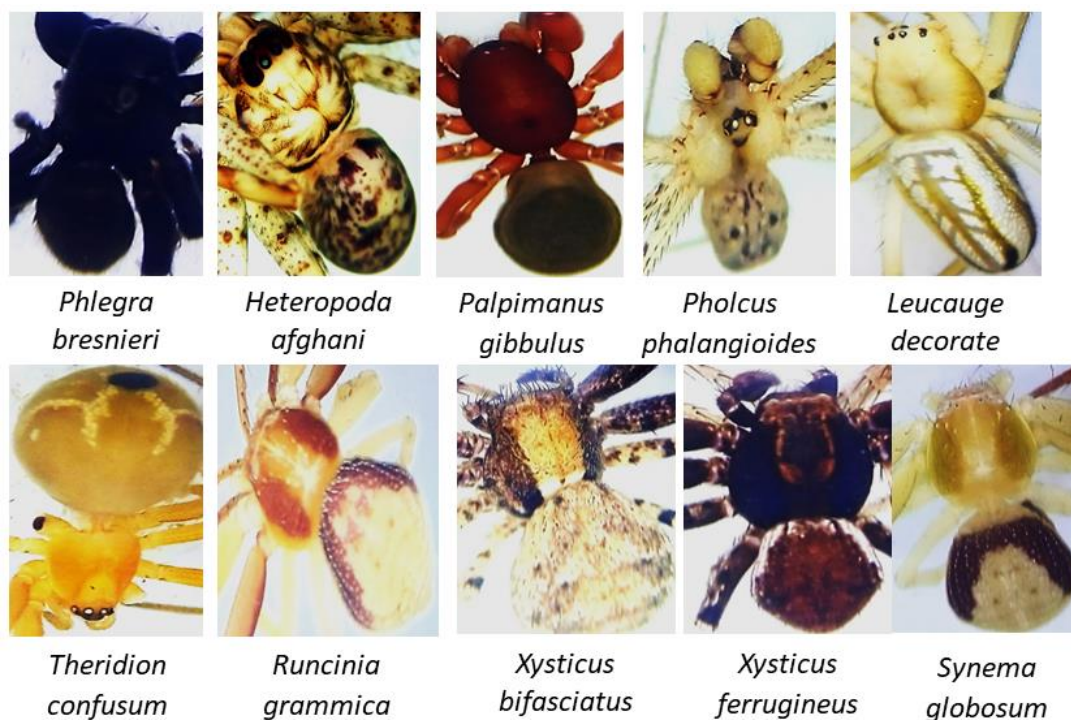 Phlegra
bresnieri
Heteropoda
afghani
Palpimanus
gibbulus
Pholcus
phalangioides
Leucauge
decorate
Theridion
confusum
Runcinia
grammica
Xysticus
bifasciatus
Xysticus
ferrugineus
Synema
globosum